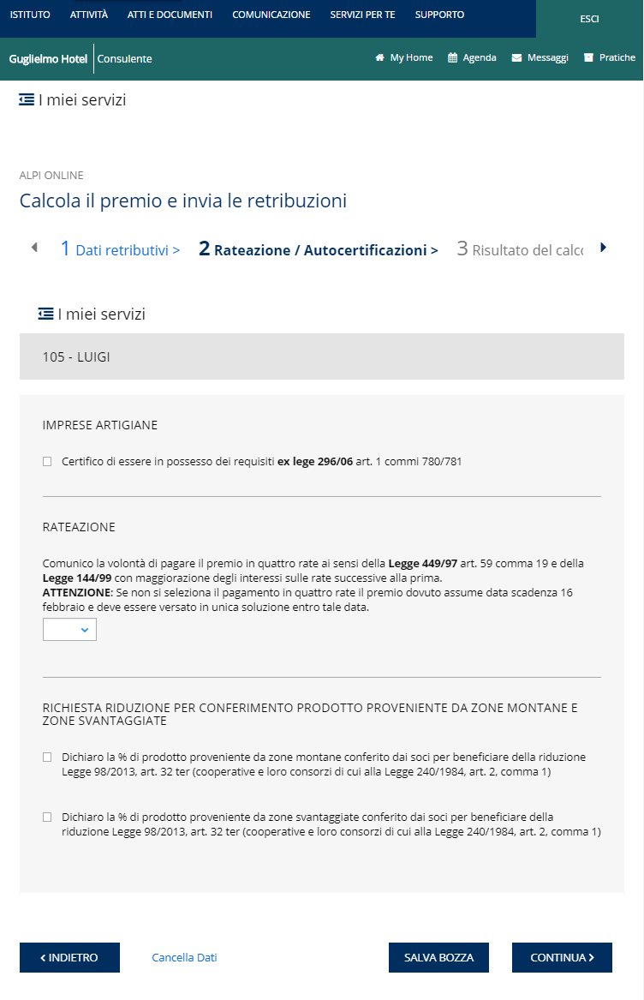 ISTITUTO ATTIVITÀ ATTI E DOCUMENTI COMUNICAZIONE SERVIZI PER TE SUPPORTO ESCI
Guglielmo Hotel Consulente My Home Agenda Messaggi Pratiche
I miei servizi
ALPI ONLINE
Calcola il premio e invia le retribuzioni
1 Dati retributivi > 2 Rateazione / Autocertificazioni > 3 Risultato del calco
I miei servizi
105 - LUIGI
IMPRESE ARTIGIANE
Certifico di essere in possesso dei requisiti ex lege 296/06 art. 1 commi 780/781
RATEAZIONE
Comunico la volontà di pagare il premio in quattro rate ai sensi della Legge 449/97 art. 59 comma 19 e della
Legge 144/99 con maggiorazione degli interessi sulle rate successive alla prima.
ATTENZIONE: Se non si seleziona il pagamento in quattro rate il premio dovuto assume data scadenza 16
febbraio e deve essere versato in unica soluzione entro tale data.
RICHIESTA RIDUZIONE PER CONFERIMENTO PRODOTTO PROVENIENTE DA ZONE MONTANE E
ZONE SVANTAGGIATE
Dichiaro la % di prodotto proveniente da zone montane conferito dai soci per beneficiare della riduzione
Legge 98/2013, art. 32 ter (cooperative e loro consorzi di cui alla Legge 240/1984, art. 2, comma 1)
Dichiaro la % di prodotto proveniente da zone svantaggiate conferito dai soci per beneficiare della
riduzione Legge 98/2013, art. 32 ter (cooperative e loro consorzi di cui alla Legge 240/1984, art. 2, comma 1)
< INDIETRO Cancella Dati SALVA BOZZA CONTINUA >